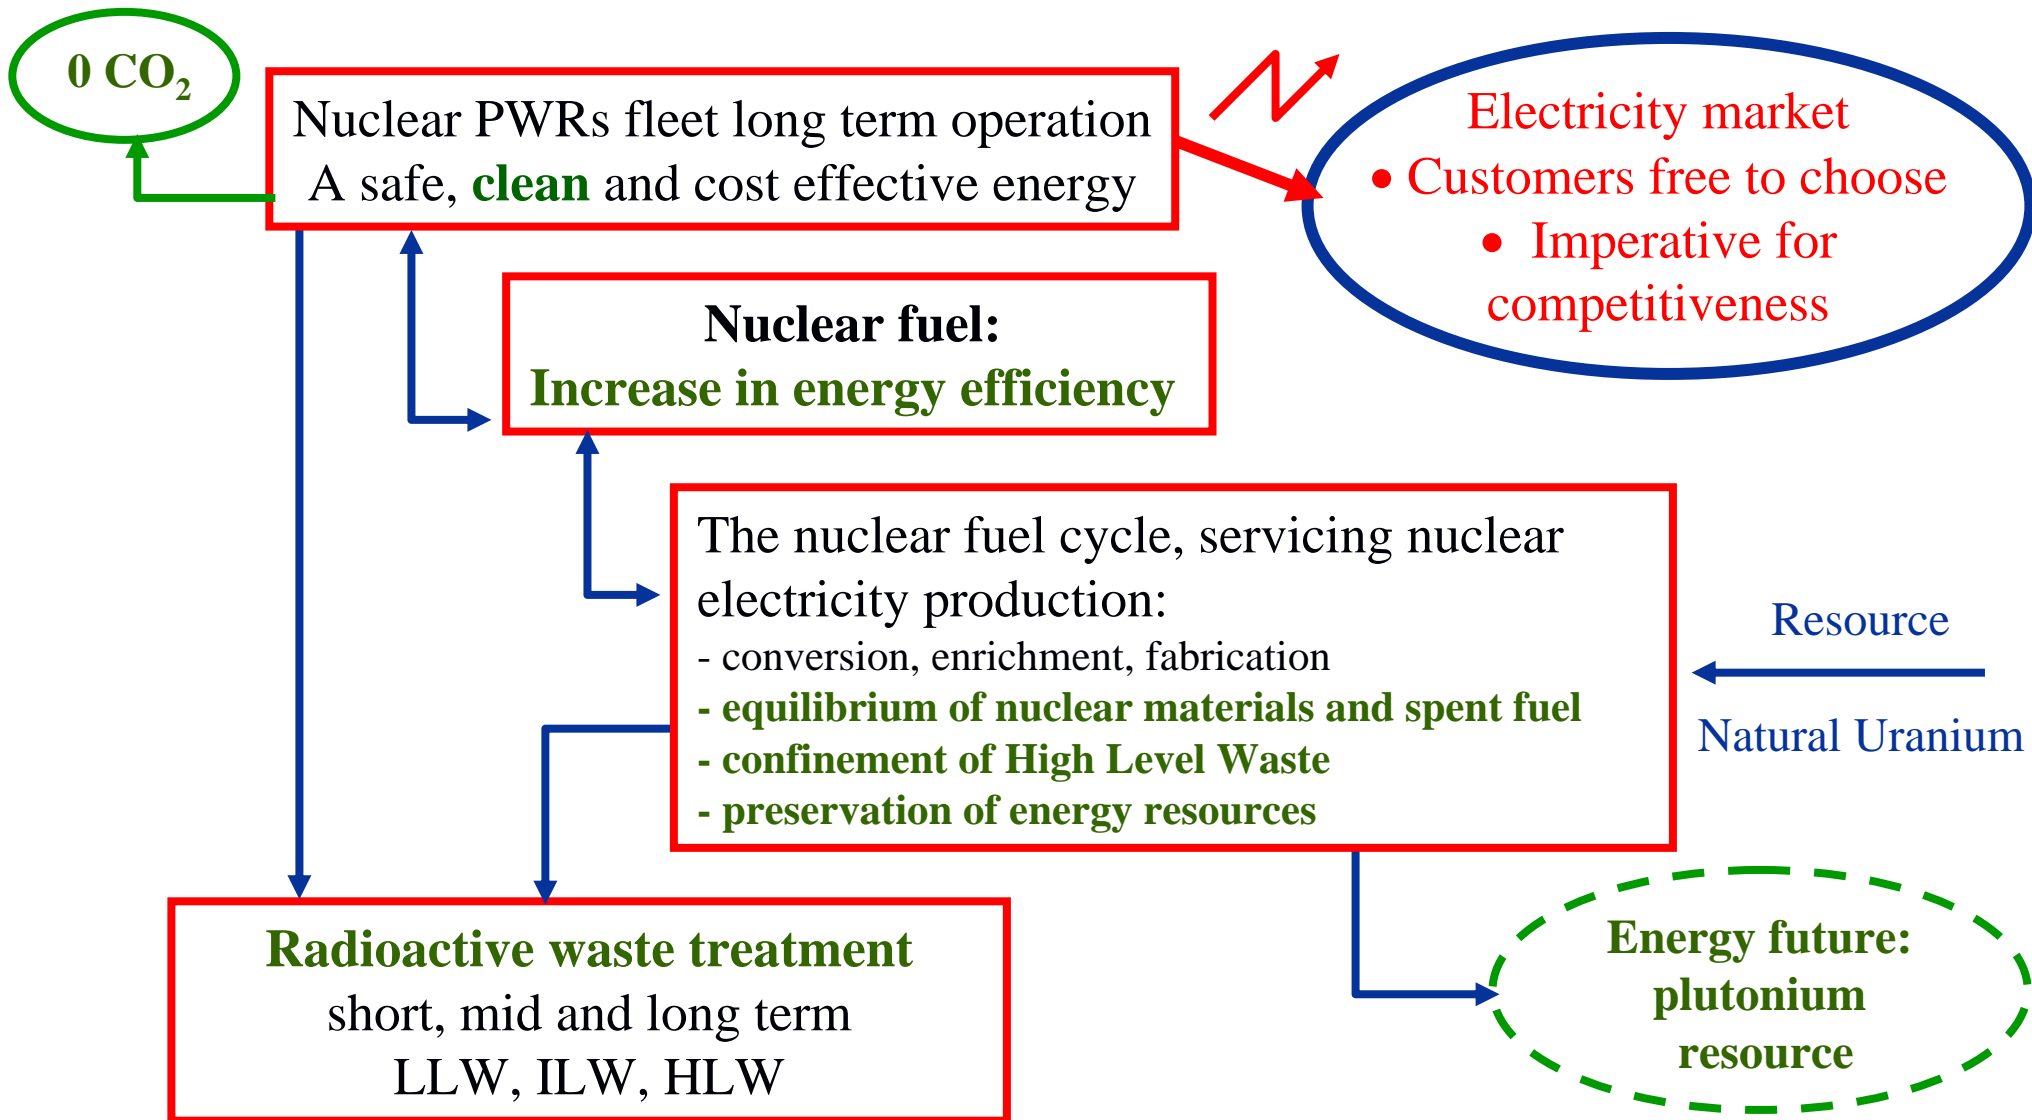 0 CO₂
Nuclear PWRs fleet long term operation
A safe, clean and cost effective energy
Electricity market
• Customers free to choose
• Imperative for
competitiveness
Nuclear fuel:
Increase in energy efficiency
The nuclear fuel cycle, servicing nuclear
electricity production:
- conversion, enrichment, fabrication
- equilibrium of nuclear materials and spent fuel
- confinement of High Level Waste
- preservation of energy resources
Resource
Natural Uranium
Radioactive waste treatment
short, mid and long term
LLW, ILW, HLW
Energy future:
plutonium
resource